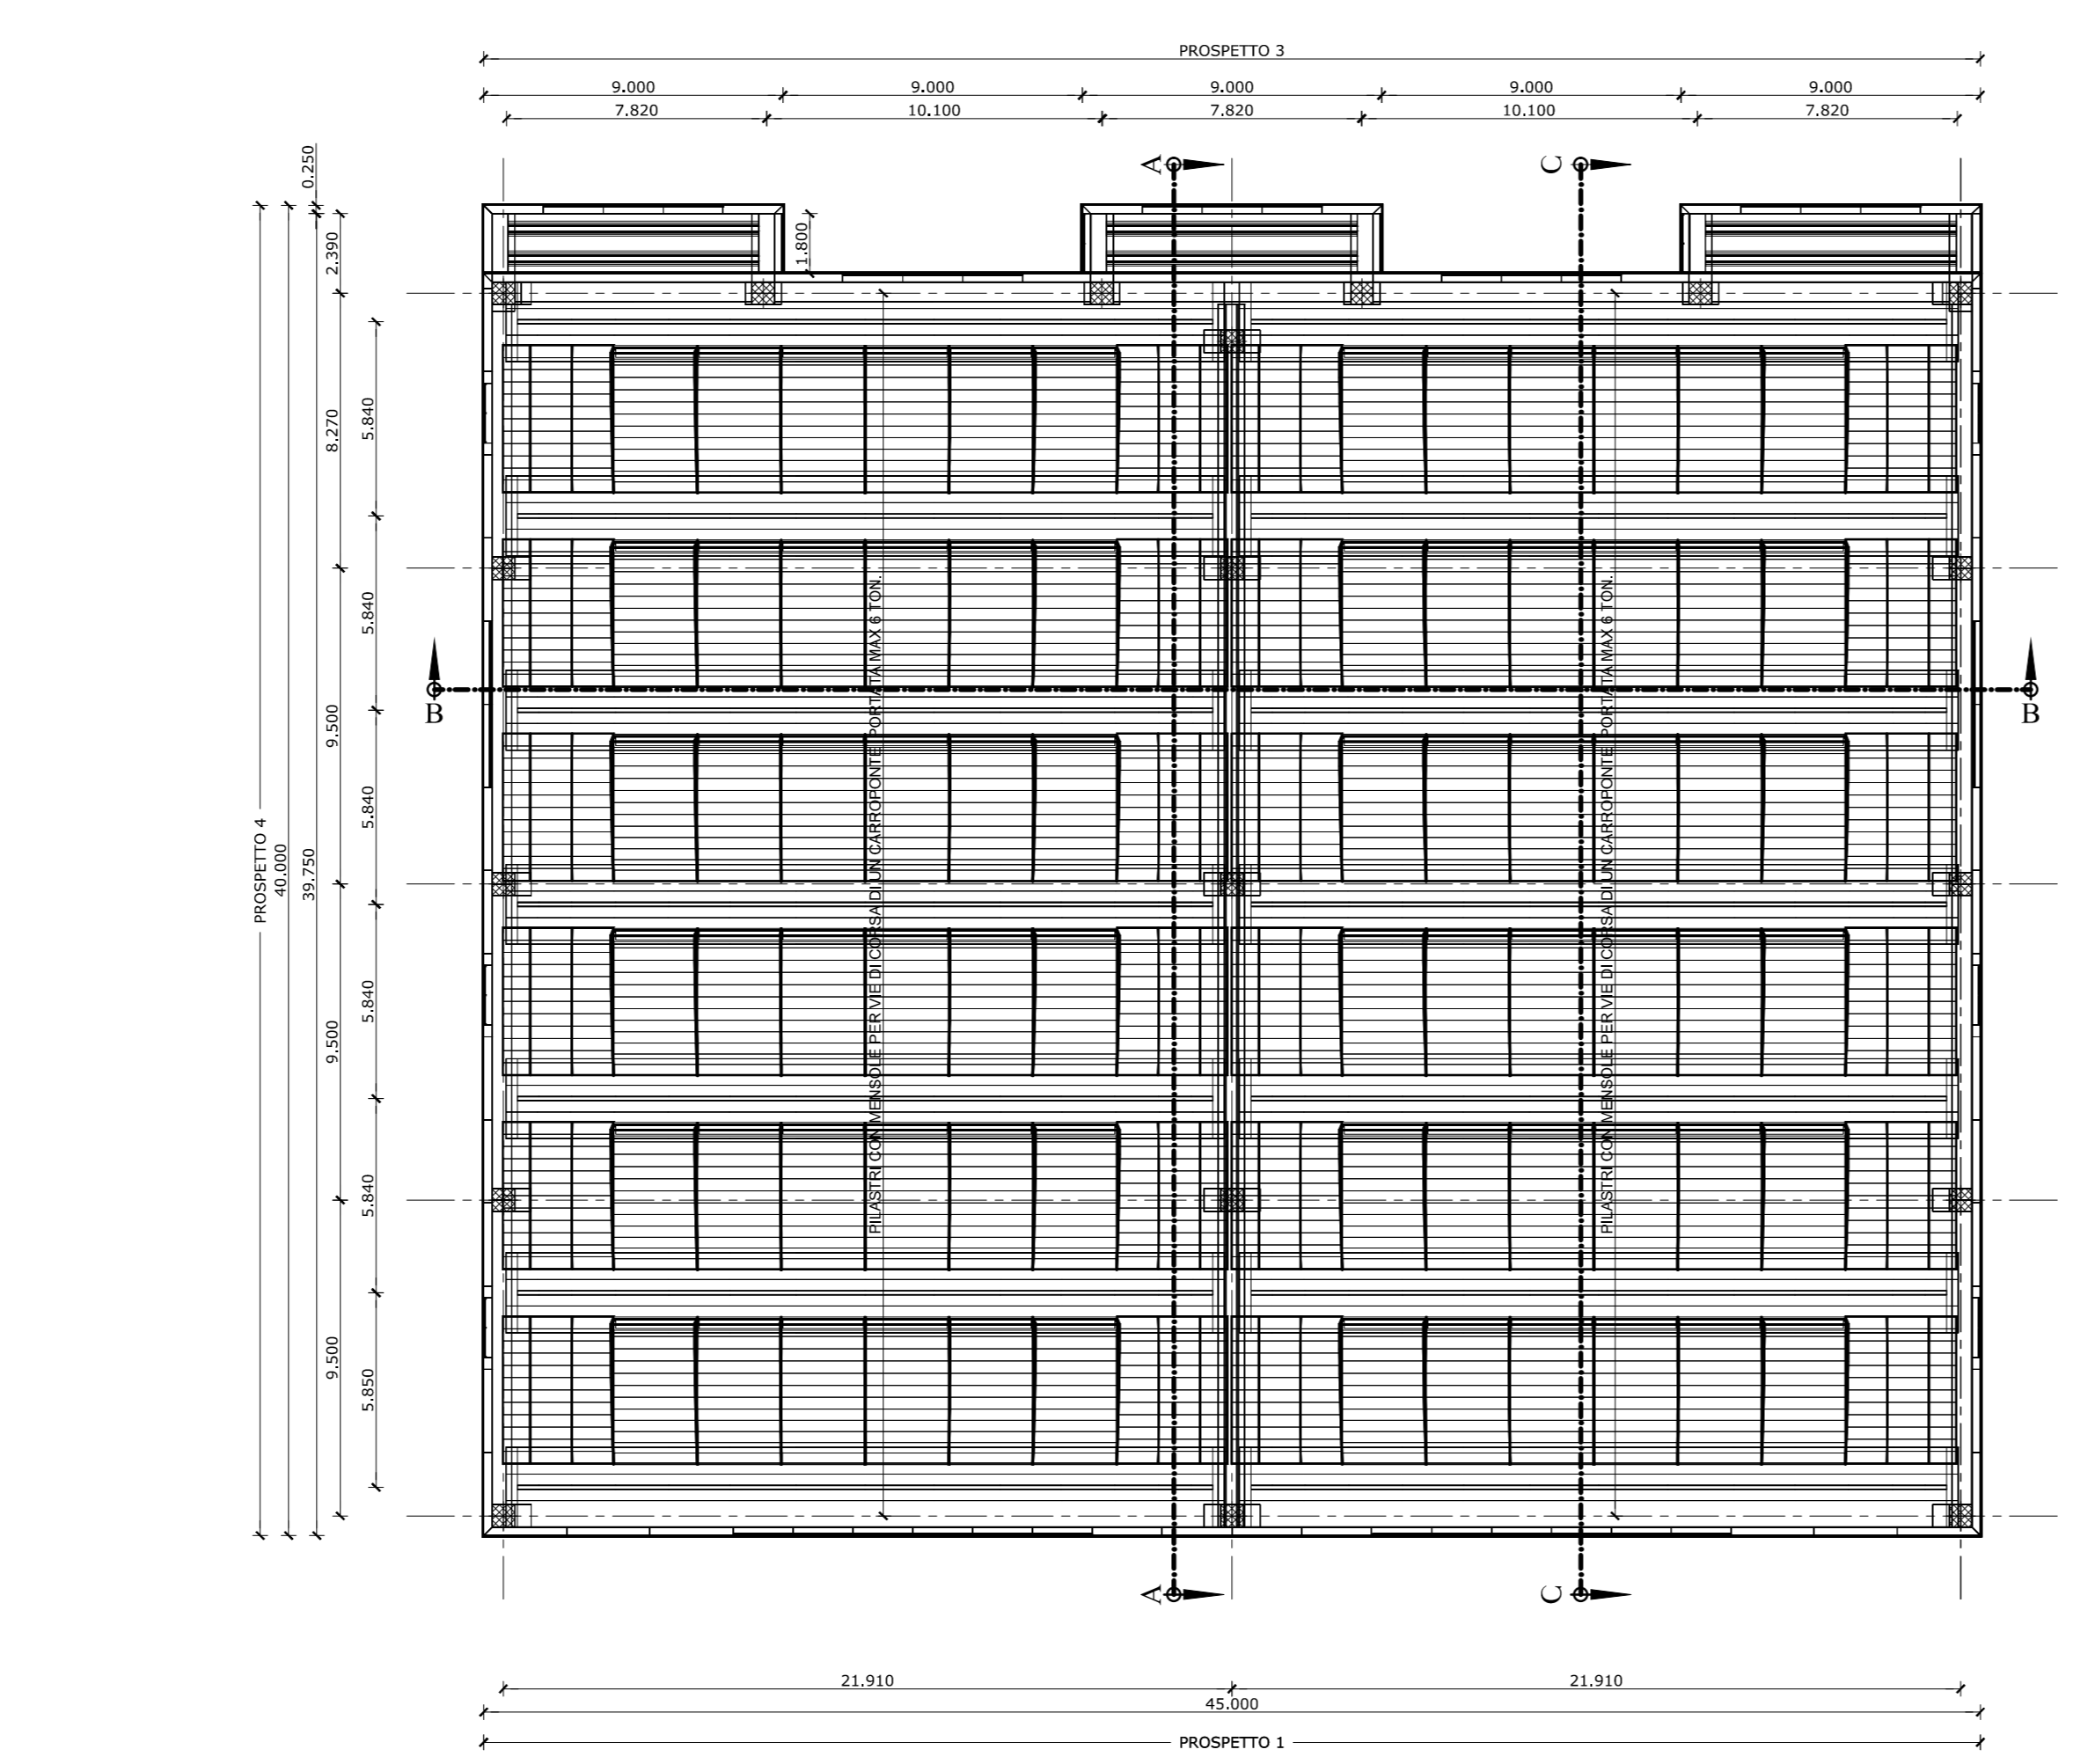 PROSPETTO 3
9.000 9.000 9.000 9.000 9.000
7.820 10.100 7.820 10.100 7.820
A C
0.250
2.390
1.800
8.270
5.840
5.840
9.500
B B
5.840
PROSPETTO 4
40.000
39.750
5.840
9.500
5.840
9.500
5.850
PILASTRI CON MENSOLE PER VIE DI CORSA DI UN CARROPONTE PORTATA MAX 6 TON.
PILASTRI CON MENSOLE PER VIE DI CORSA DI UN CARROPONTE PORTATA MAX 6 TON.
A C
21.910 21.910
45.000
PROSPETTO 1